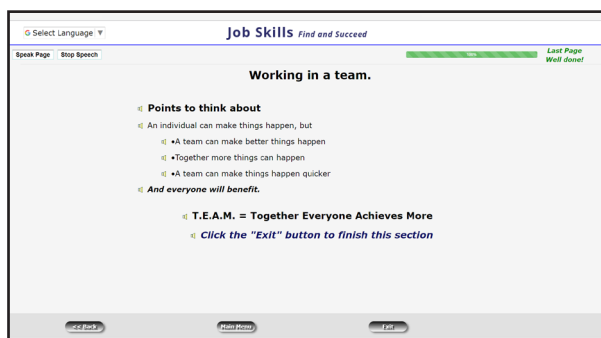 Select Language ▼
Job Skills Find and Succeed
Speak Page Stop Speech
Last Page
Well done!
Working in a team.
Points to think about
An individual can make things happen, but
•A team can make better things happen
•Together more things can happen
•A team can make things happen quicker
And everyone will benefit.
T.E.A.M. = Together Everyone Achieves More
Click the "Exit" button to finish this section
<< Back Main Menu Exit